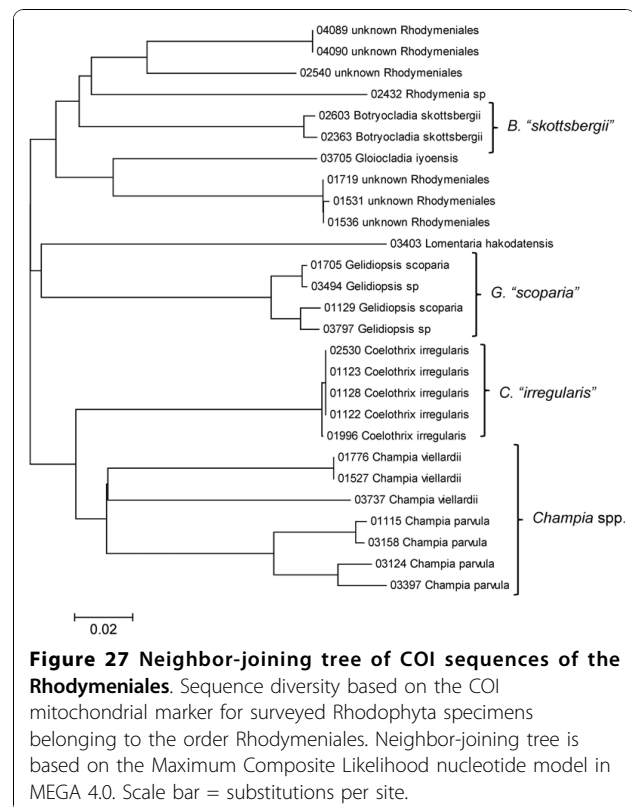 04089 unknown Rhodymeniales
04090 unknown Rhodymeniales
02540 unknown Rhodymeniales
02432 Rhodymenia sp
02603 Botryocladia skottsbergii
B. “skottsbergii”
02363 Botryocladia skottsbergii
03705 Gloiocladia iyoensis
01719 unknown Rhodymeniales
01531 unknown Rhodymeniales
01536 unknown Rhodymeniales
03403 Lomentaria hakodatensis
01705 Gelidiopsis scoparia
03494 Gelidiopsis sp
G. “scoparia”
01129 Gelidiopsis scoparia
03797 Gelidiopsis sp
02530 Coelothrix irregularis
01123 Coelothrix irregularis
01128 Coelothrix irregularis
C. “irregularis”
01122 Coelothrix irregularis
01996 Coelothrix irregularis
01776 Champia viellardii
01527 Champia viellardii
03737 Champia viellardii
Champia spp.
01115 Champia parvula
03158 Champia parvula
03124 Champia parvula
03397 Champia parvula
0.02
Figure 27 Neighbor-joining tree of COI sequences of the
Rhodymeniales. Sequence diversity based on the COI
mitochondrial marker for surveyed Rhodophyta specimens
belonging to the order Rhodymeniales. Neighbor-joining tree is
based on the Maximum Composite Likelihood nucleotide model in
MEGA 4.0. Scale bar = substitutions per site.